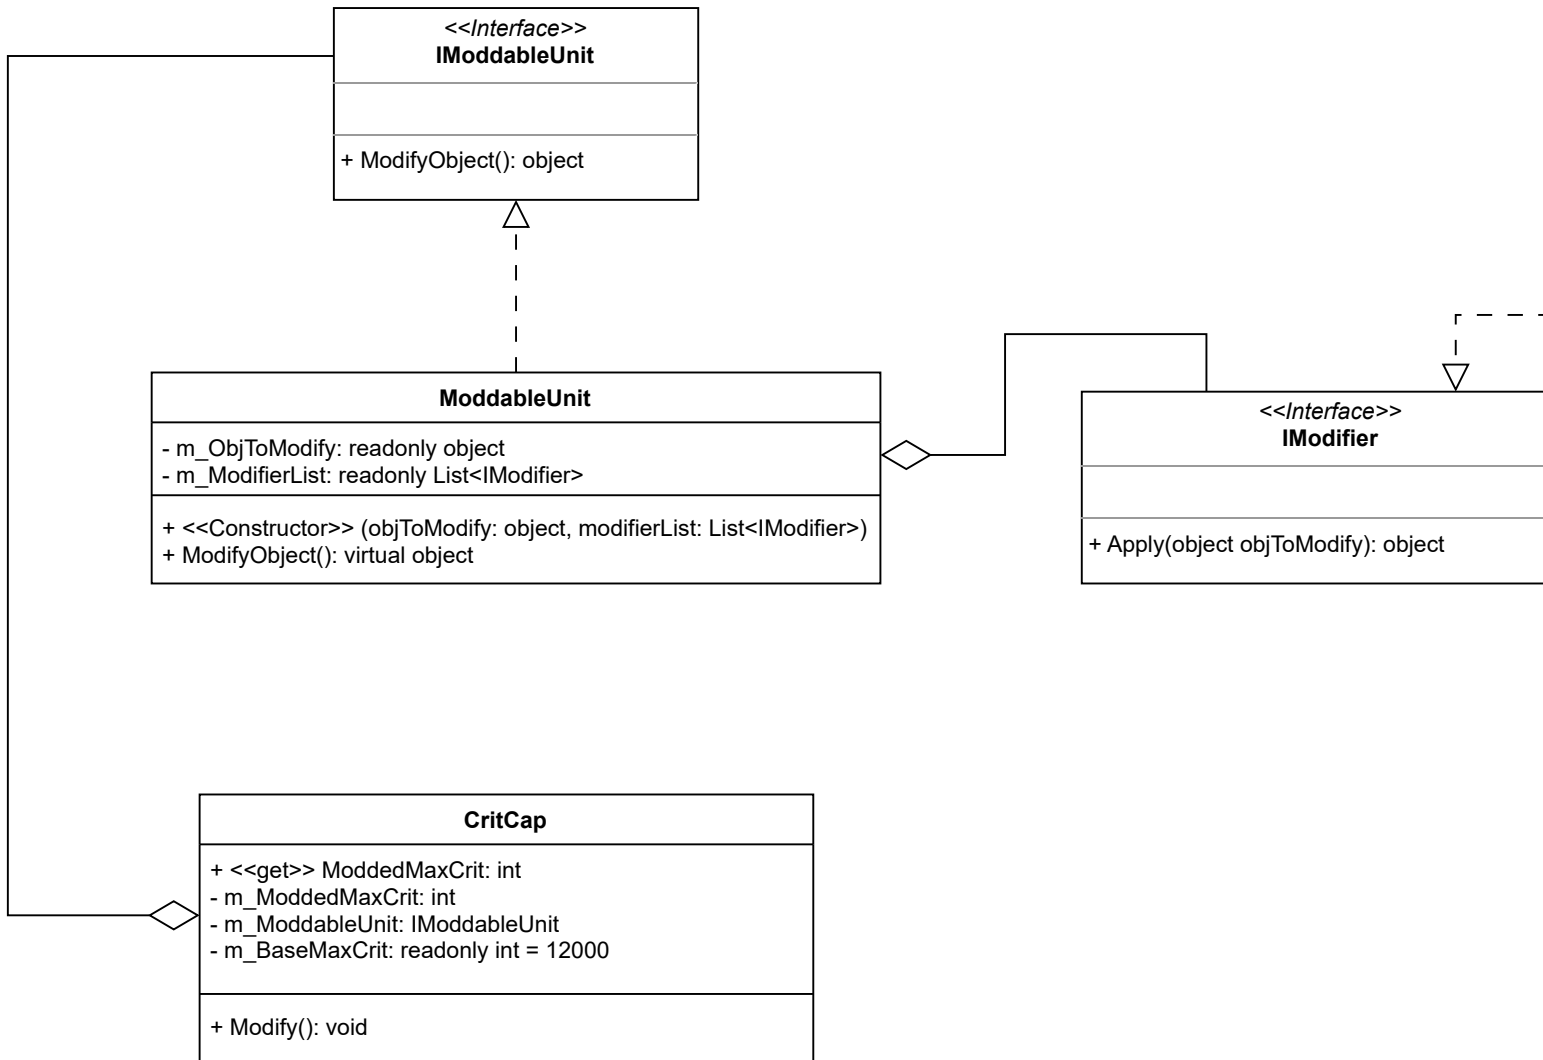 <<Interface>>
IModdableUnit
+ ModifyObject(): object
ModdableUnit
- m_ObjToModify: readonly object
- m_ModifierList: readonly List<IModifier>
+ <<Constructor>> (objToModify: object, modifierList: List<IModifier>)
+ ModifyObject(): virtual object
<<Interface>>
IModifier
+ Apply(object objToModify): object
CritCap
+ <<get>> ModdedMaxCrit: int
- m_ModdedMaxCrit: int
- m_ModdableUnit: IModdableUnit
- m_BaseMaxCrit: readonly int = 12000
+ Modify(): void